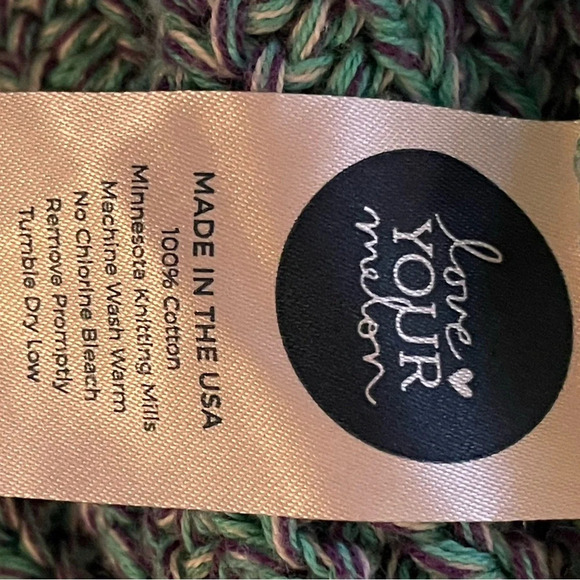 love
YOUR
melon
MADE IN THE USA
100% Cotton
Minnesota Knitting Mills
Machine Wash Warm
No Chlorine Bleach
Remove Promptly
Tumble Dry Low